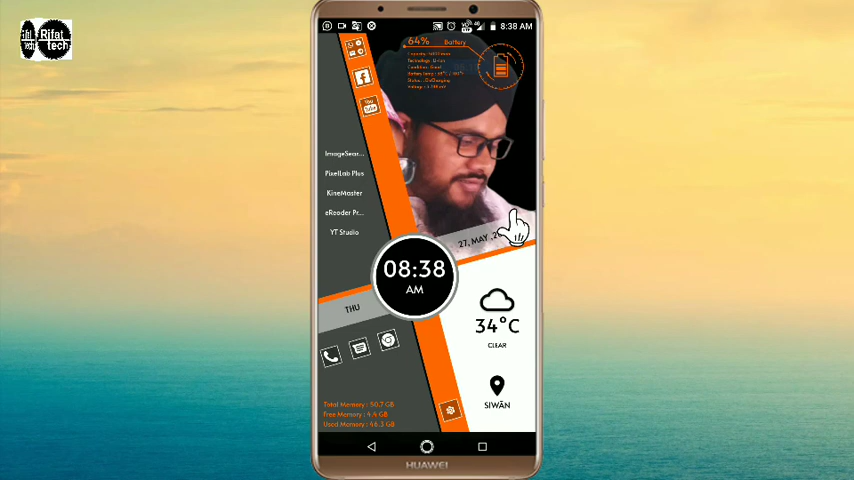 Rifat
tech
8:38 AM
64% Battery
ImageSear...
PixelLab Plus
KineMaster
eReader Pr...
YT Studio
27, MAY
08:38
AM
THU
34°C
CLEAR
SIWĀN
Total Memory : 50.7 GB
Free Memory : 4.4 GB
Used Memory : 46.3 GB
HUAWEI